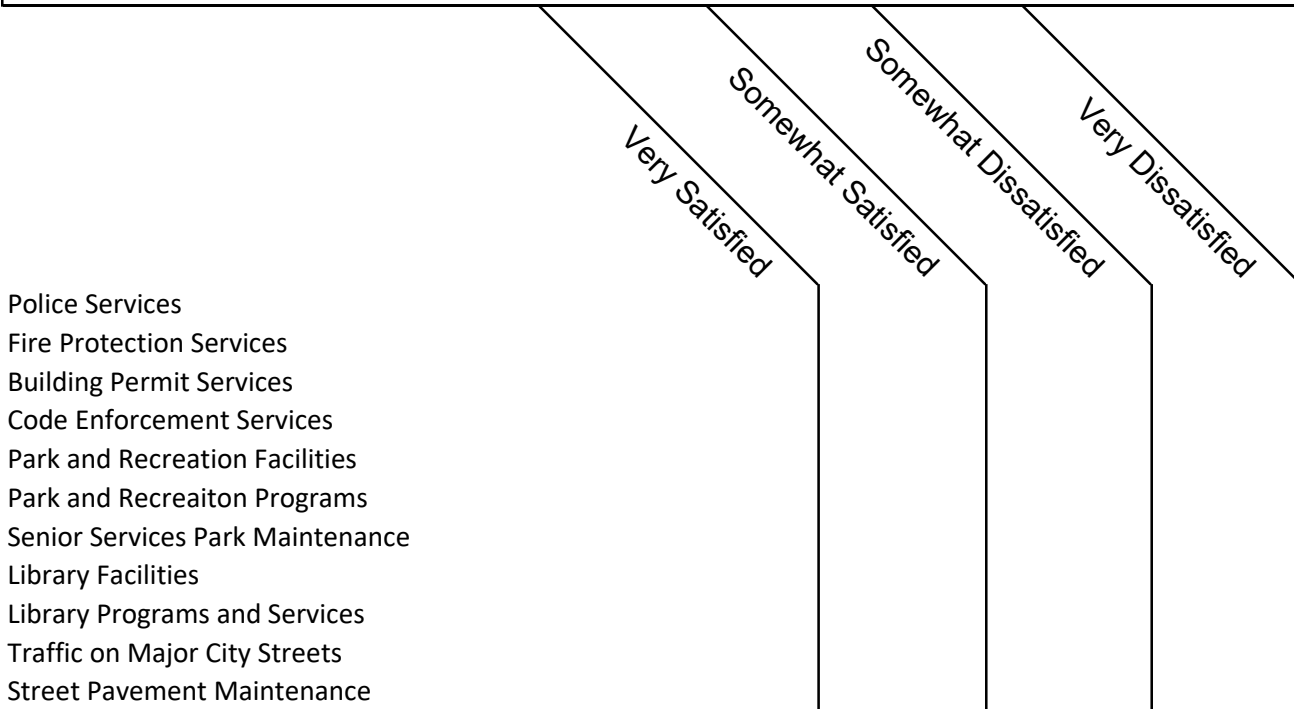 Very Satisfied
Somewhat Satisfied
Somewhat Dissatisfied
Very Dissatisfied
Police Services
Fire Protection Services
Building Permit Services
Code Enforcement Services
Park and Recreation Facilities
Park and Recreaiton Programs
Senior Services Park Maintenance
Library Facilities
Library Programs and Services
Traffic on Major City Streets
Street Pavement Maintenance